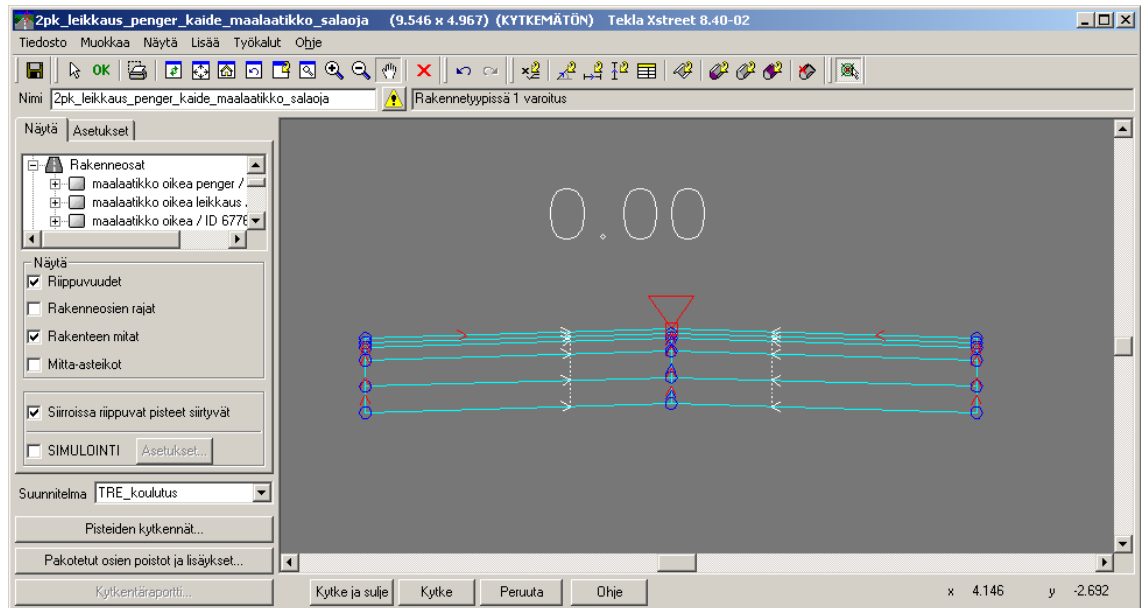 2pk_leikkaus_penger_kaide_maalaatikko_salaoja (9.546 x 4.967) (KYTKEMÄTÖN) Tekla Xstreet 8.40-02
Tiedosto Muokkaa Näytä Lisää Työkalut Ohje
OK
Nimi 2pk_leikkaus_penger_kaide_maalaatikko_salaoja Rakennetyypissä 1 varoitus
Näytä Asetukset
Rakenneosat
maalaatikko oikea penger /
maalaatikko oikea leikkaus
maalaatikko oikea / ID 6776
0.00
Näytä
Riippuvuudet
Rakenneosien rajat
Rakenteen mitat
Mitta-asteikot
Siirroissa riippuvat pisteet siirtyvät
SIMULOINTI Asetukset...
Suunnitelma TRE_koulutus
Pisteiden kytkennät...
Pakotetut osien poistot ja lisäykset...
Kytkentäraportti... Kytke ja sulje Kytke Peruuta Ohje x 4.146 y -2.692